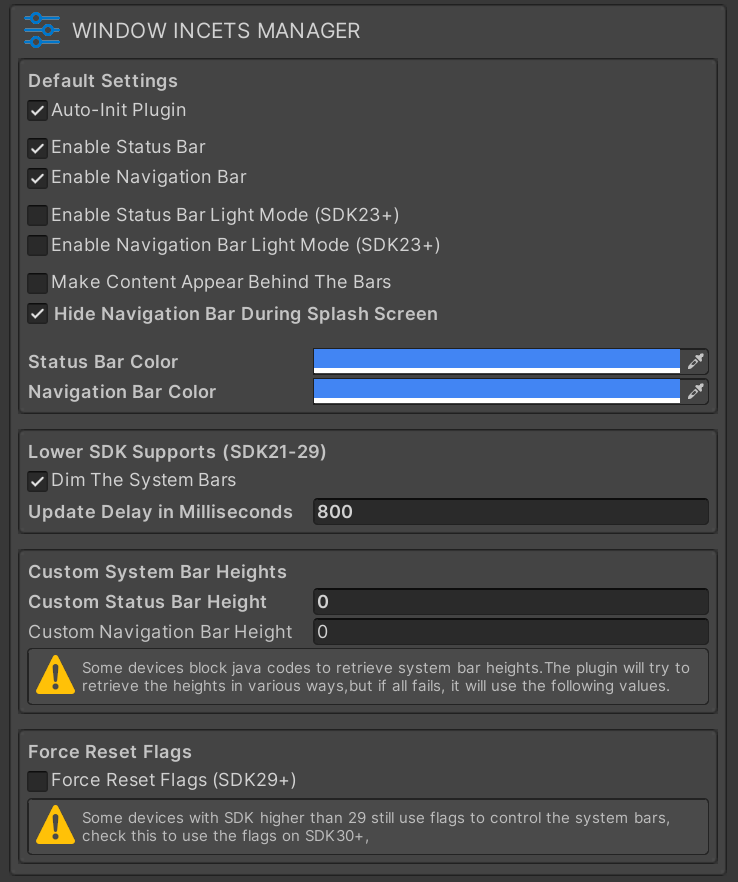 WINDOW INCETS MANAGER
Default Settings
Auto-Init Plugin
Enable Status Bar
Enable Navigation Bar
Enable Status Bar Light Mode (SDK23+)
Enable Navigation Bar Light Mode (SDK23+)
Make Content Appear Behind The Bars
Hide Navigation Bar During Splash Screen
Status Bar Color
Navigation Bar Color
Lower SDK Supports (SDK21-29)
Dim The System Bars
Update Delay in Milliseconds 800
Custom System Bar Heights
Custom Status Bar Height 0
Custom Navigation Bar Height 0
Some devices block java codes to retrieve system bar heights.The plugin will try to
retrieve the heights in various ways,but if all fails, it will use the following values.
Force Reset Flags
Force Reset Flags (SDK29+)
Some devices with SDK higher than 29 still use flags to control the system bars,
check this to use the flags on SDK30+,